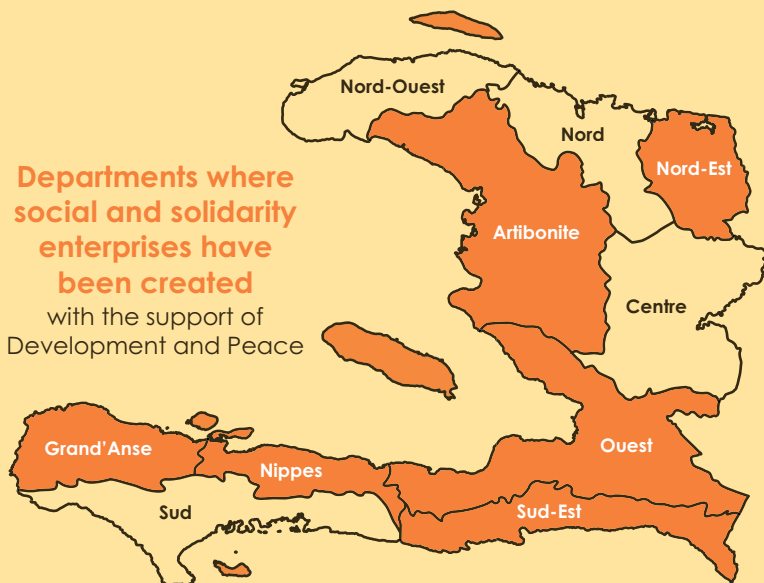 Nord-Ouest
Nord
Nord-Est
Departments where
social and solidarity
enterprises have
been created
with the support of
Development and Peace
Artibonite
Centre
Grand'Anse
Nippes
Ouest
Sud
Sud-Est